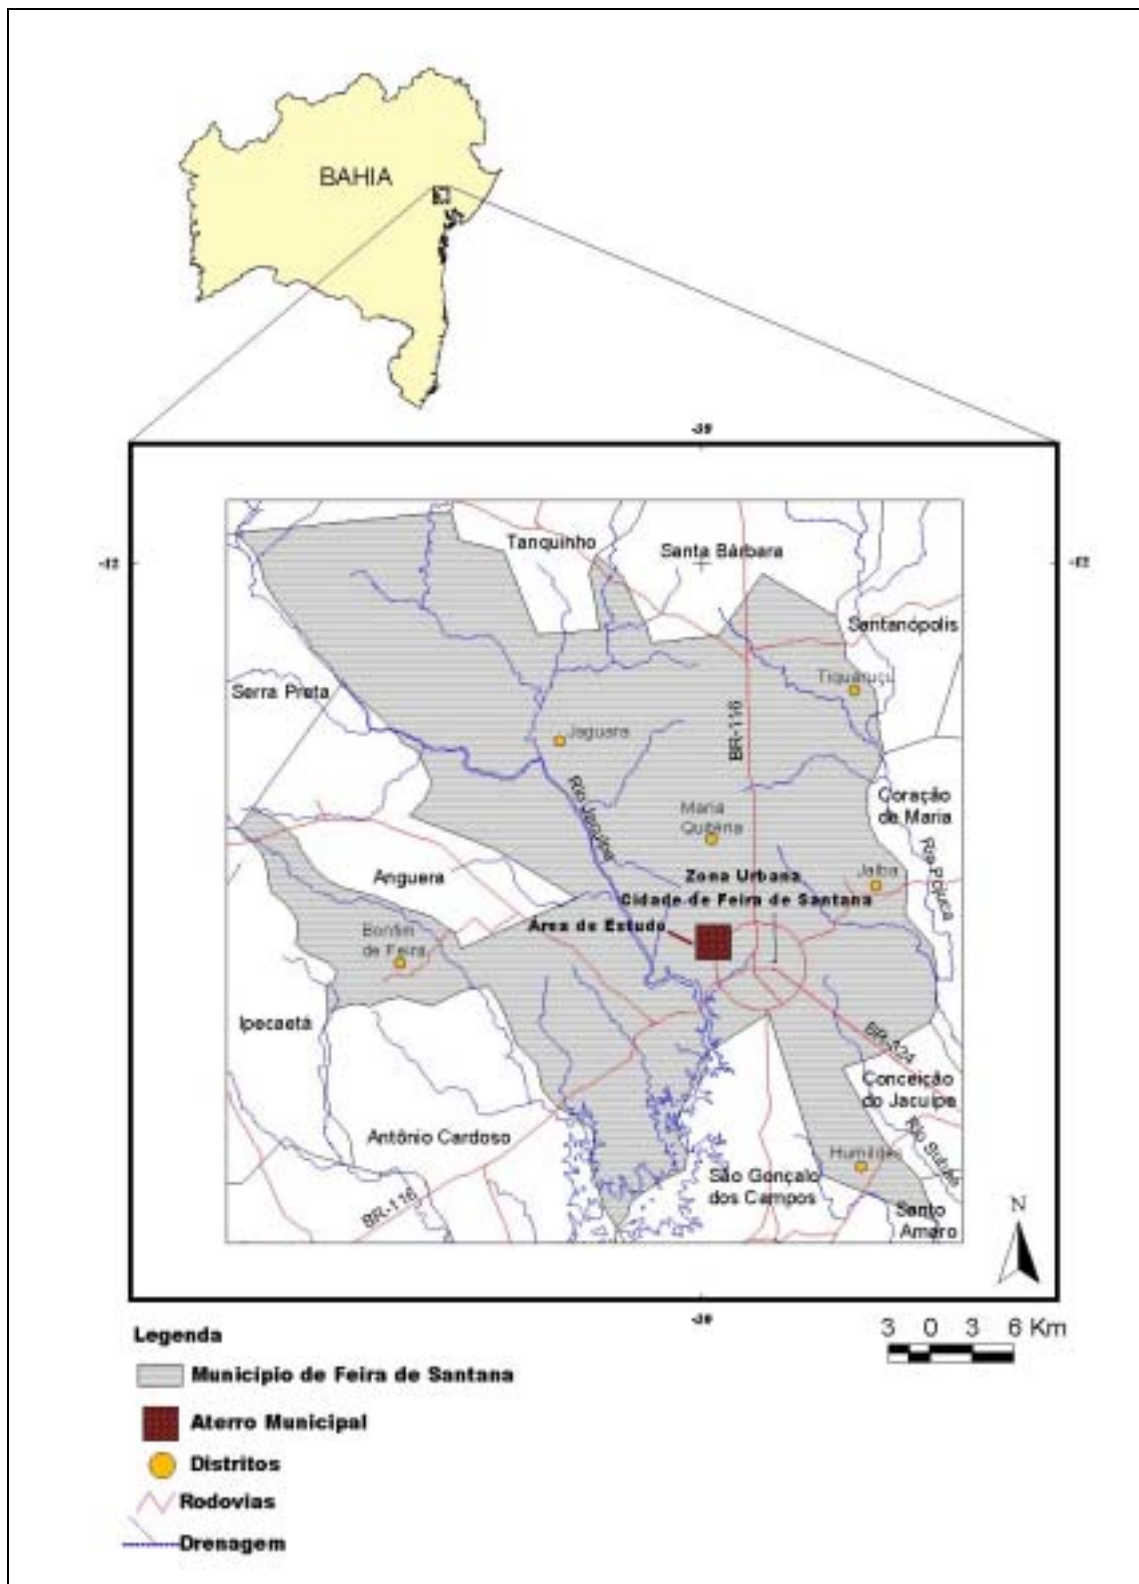 BAHIA
-39
Tanquinho
Santa Bárbara
-12
-12
Santanópolis
Tiquaruçu
Serra Preta
BR-116
Jaguara
Rio Jacuípe
Coração
de Maria
Maria
Quitéria
Rio Pojuca
Jaíba
Anguera
Zona Urbana
Cidade de Feira de Santana
Área de Estudo
Bonfim
de Feira
Ipecaetá
BR-324
Conceição
do Jacuipe
Antônio Cardoso
Rio Subaé
Humildes
São Gonçalo
dos Campos
BR-116
Santo
Amaro
N
-39
3 0 3 6 Km
Legenda
Município de Feira de Santana
Aterro Municipal
Distritos
Rodovias
Drenagem